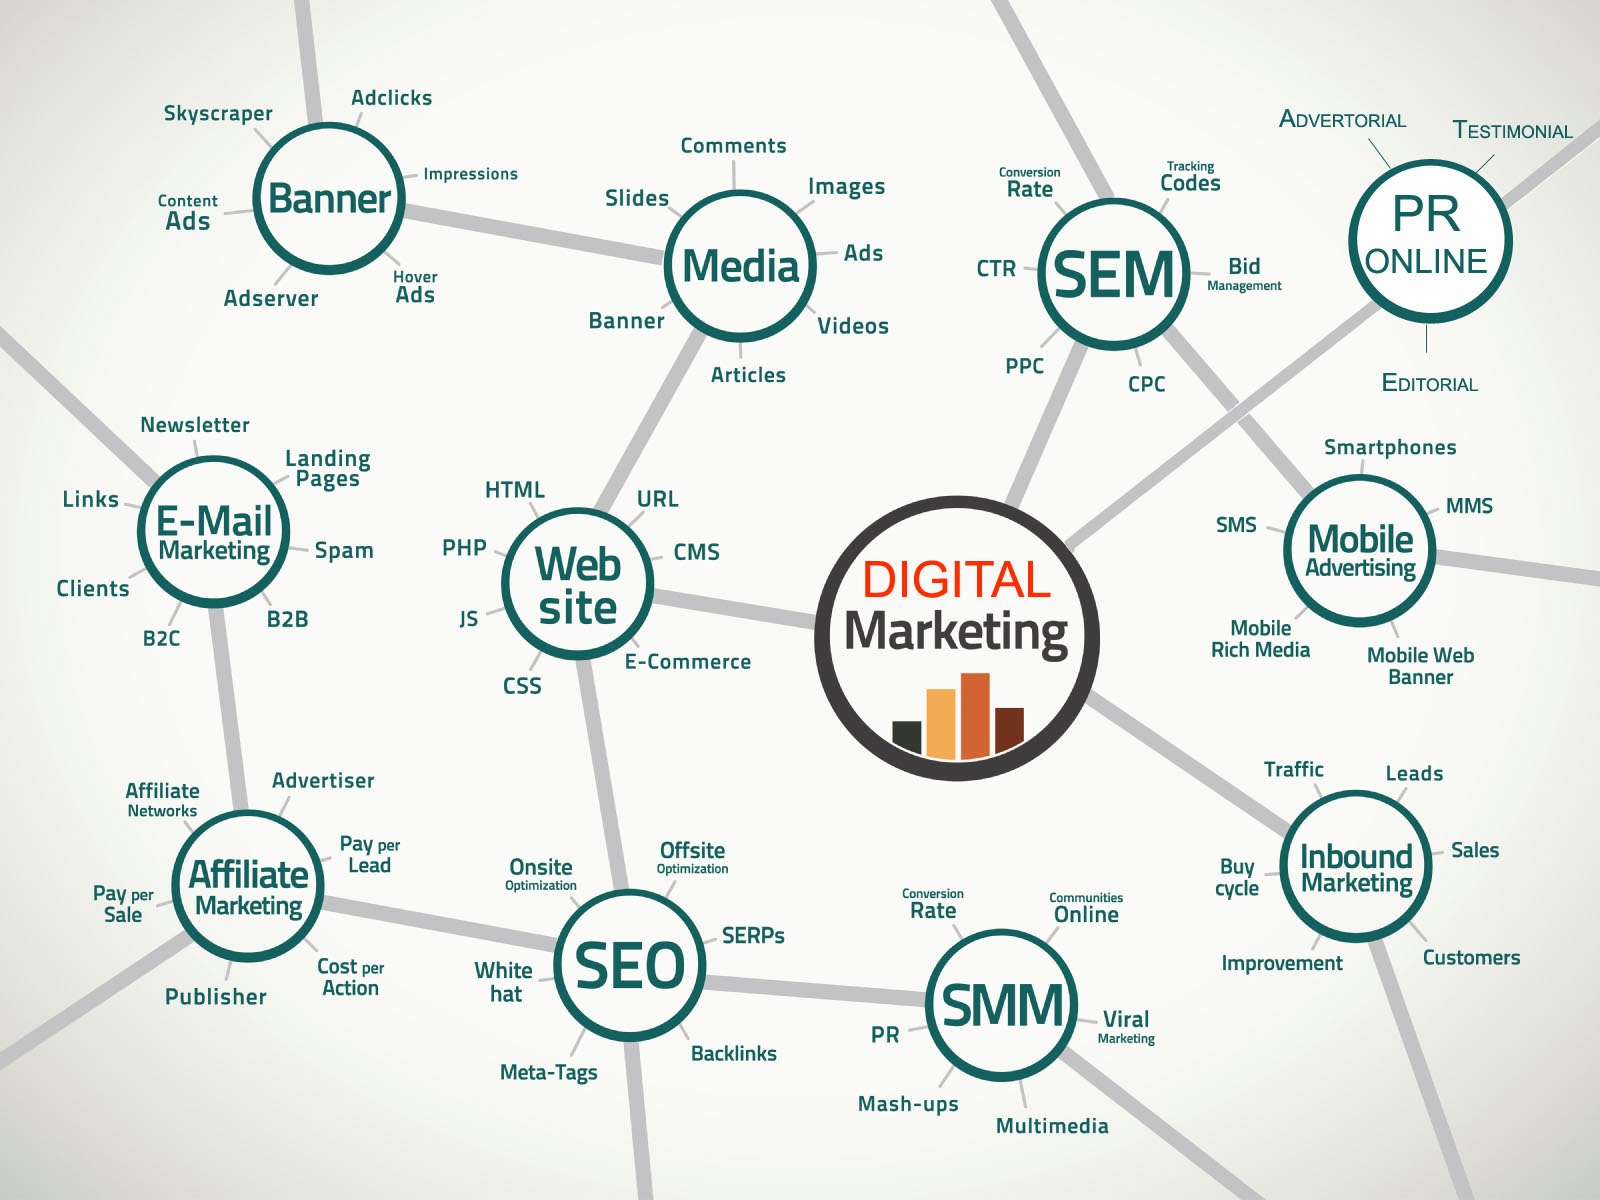 Skyscraper
Adclicks
Impressions
Content
Ads
Banner
Adserver
Hover
Ads
Comments
Slides
Images
Ads
Media
Banner
Videos
Articles
Conversion
Rate
Tracking
Codes
CTR
SEM
Bid
Management
PPC
CPC
ADVERTORIAL
TESTIMONIAL
PR
ONLINE
EDITORIAL
Newsletter
Landing
Pages
Links
E-Mail
Marketing
Spam
Clients
B2C
B2B
HTML
URL
PHP
CMS
Web
site
JS
E-Commerce
CSS
DIGITAL
Marketing
Smartphones
MMS
SMS
Mobile
Advertising
Mobile
Rich Media
Mobile Web
Banner
Affiliate
Networks
Advertiser
Pay per
Lead
Affiliate
Marketing
Pay per
Sale
Publisher
Cost per
Action
Onsite
Optimization
Offsite
Optimization
SERPs
SEO
White
hat
Meta-Tags
Backlinks
Conversion
Rate
Communities
Online
SMM
PR
Viral
Marketing
Mash-ups
Multimedia
Traffic
Leads
Sales
Buy
cycle
Inbound
Marketing
Improvement
Customers